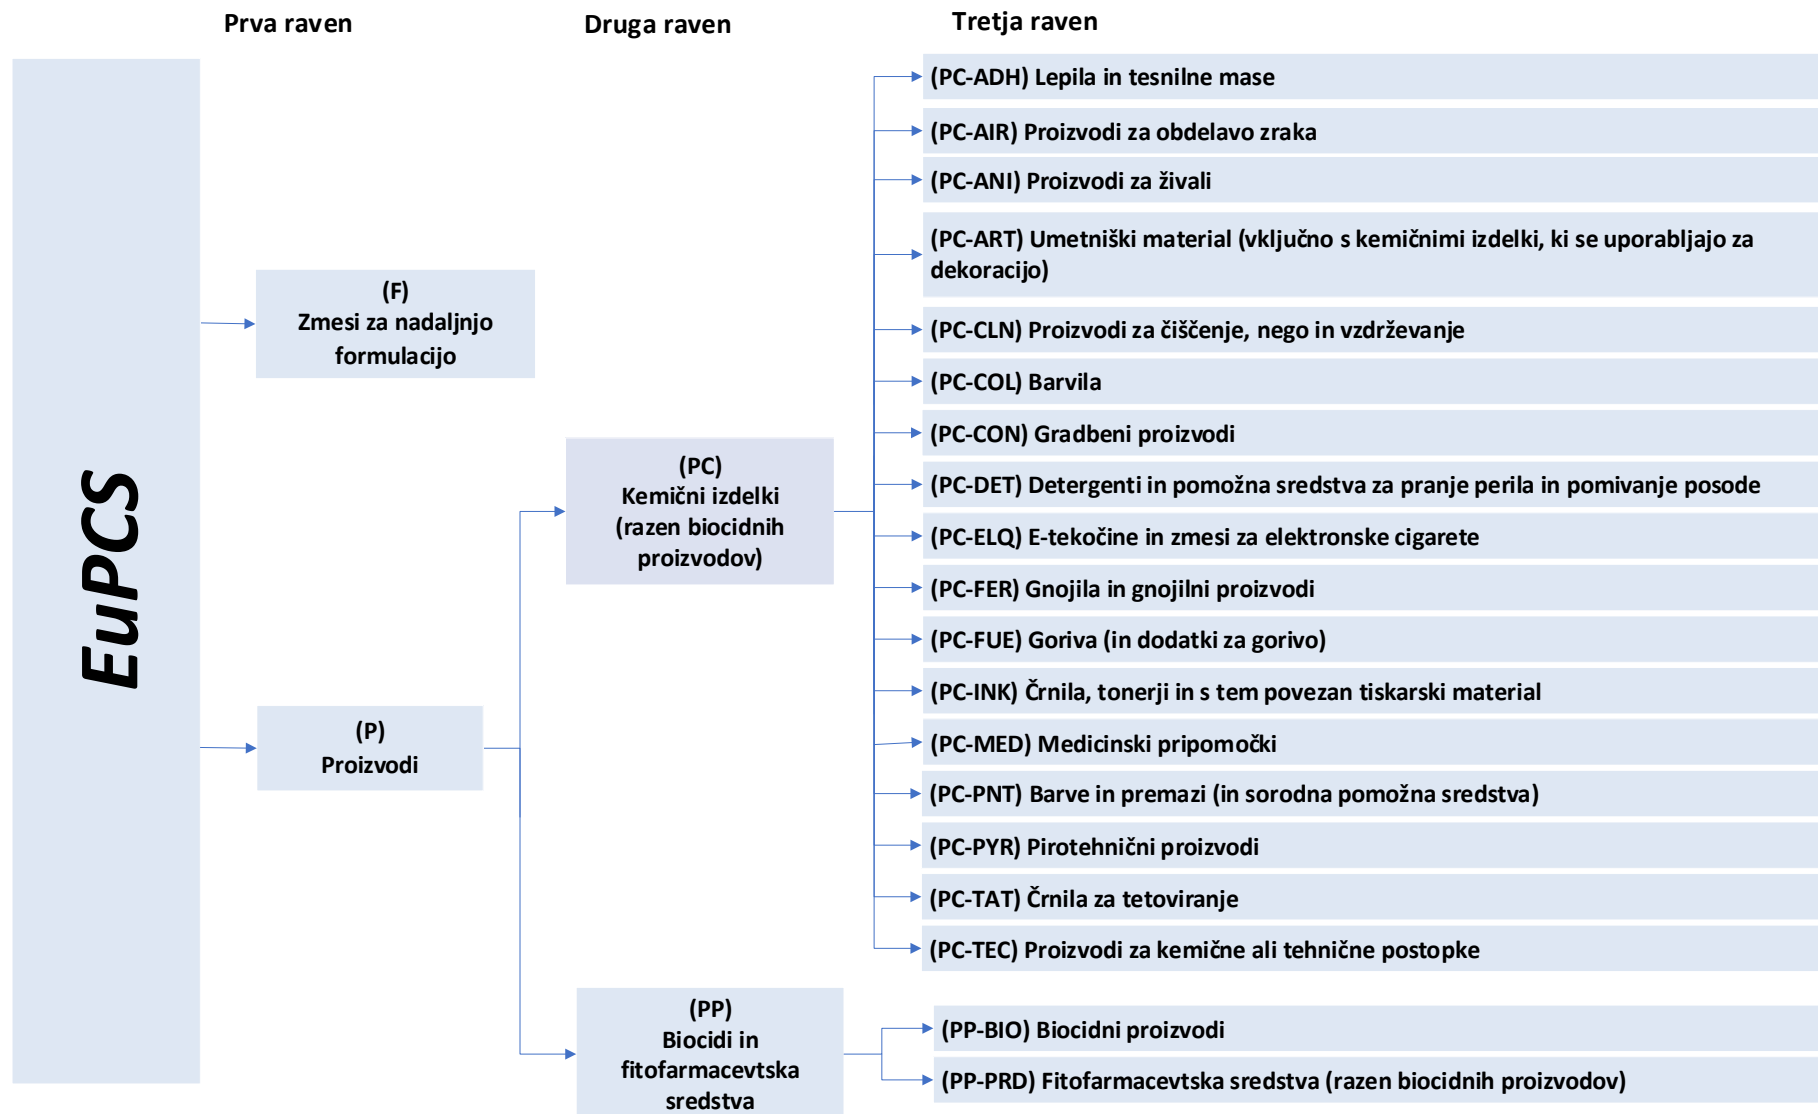 Prva raven
Druga raven
Tretja raven
EuPCS
(F)
Zmesi za nadaljnjo
formulacijo
(P)
Proizvodi
(PC)
Kemični izdelki
(razen biocidnih
proizvodov)
(PP)
Biocidi in
fitofarmacevtska
sredstva
(PC-ADH) Lepila in tesnilne mase
(PC-AIR) Proizvodi za obdelavo zraka
(PC-ANI) Proizvodi za živali
(PC-ART) Umetniški material (vključno s kemičnimi izdelki, ki se uporabljajo za
dekoracijo)
(PC-CLN) Proizvodi za čiščenje, nego in vzdrževanje
(PC-COL) Barvila
(PC-CON) Gradbeni proizvodi
(PC-DET) Detergenti in pomožna sredstva za pranje perila in pomivanje posode
(PC-ELQ) E-tekočine in zmesi za elektronske cigarete
(PC-FER) Gnojila in gnojilni proizvodi
(PC-FUE) Goriva (in dodatki za gorivo)
(PC-INK) Črnila, tonerji in s tem povezan tiskarski material
(PC-MED) Medicinski pripomočki
(PC-PNT) Barve in premazi (in sorodna pomožna sredstva)
(PC-PYR) Pirotehnični proizvodi
(PC-TAT) Črnila za tetoviranje
(PC-TEC) Proizvodi za kemične ali tehnične postopke
(PP-BIO) Biocidni proizvodi
(PP-PRD) Fitofarmacevtska sredstva (razen biocidnih proizvodov)